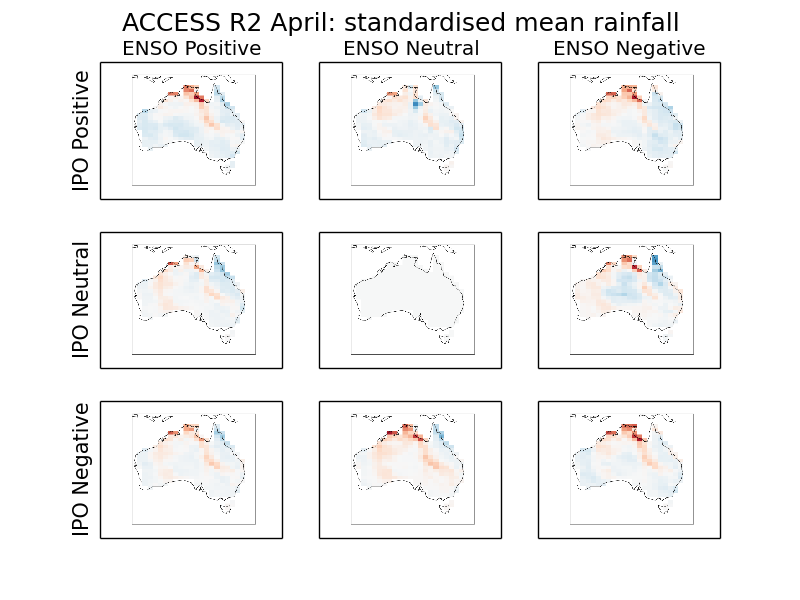 ACCESS R2 April: standardised mean rainfall
ENSO Positive
ENSO Neutral
ENSO Negative
IPO Positive
IPO Neutral
IPO Negative